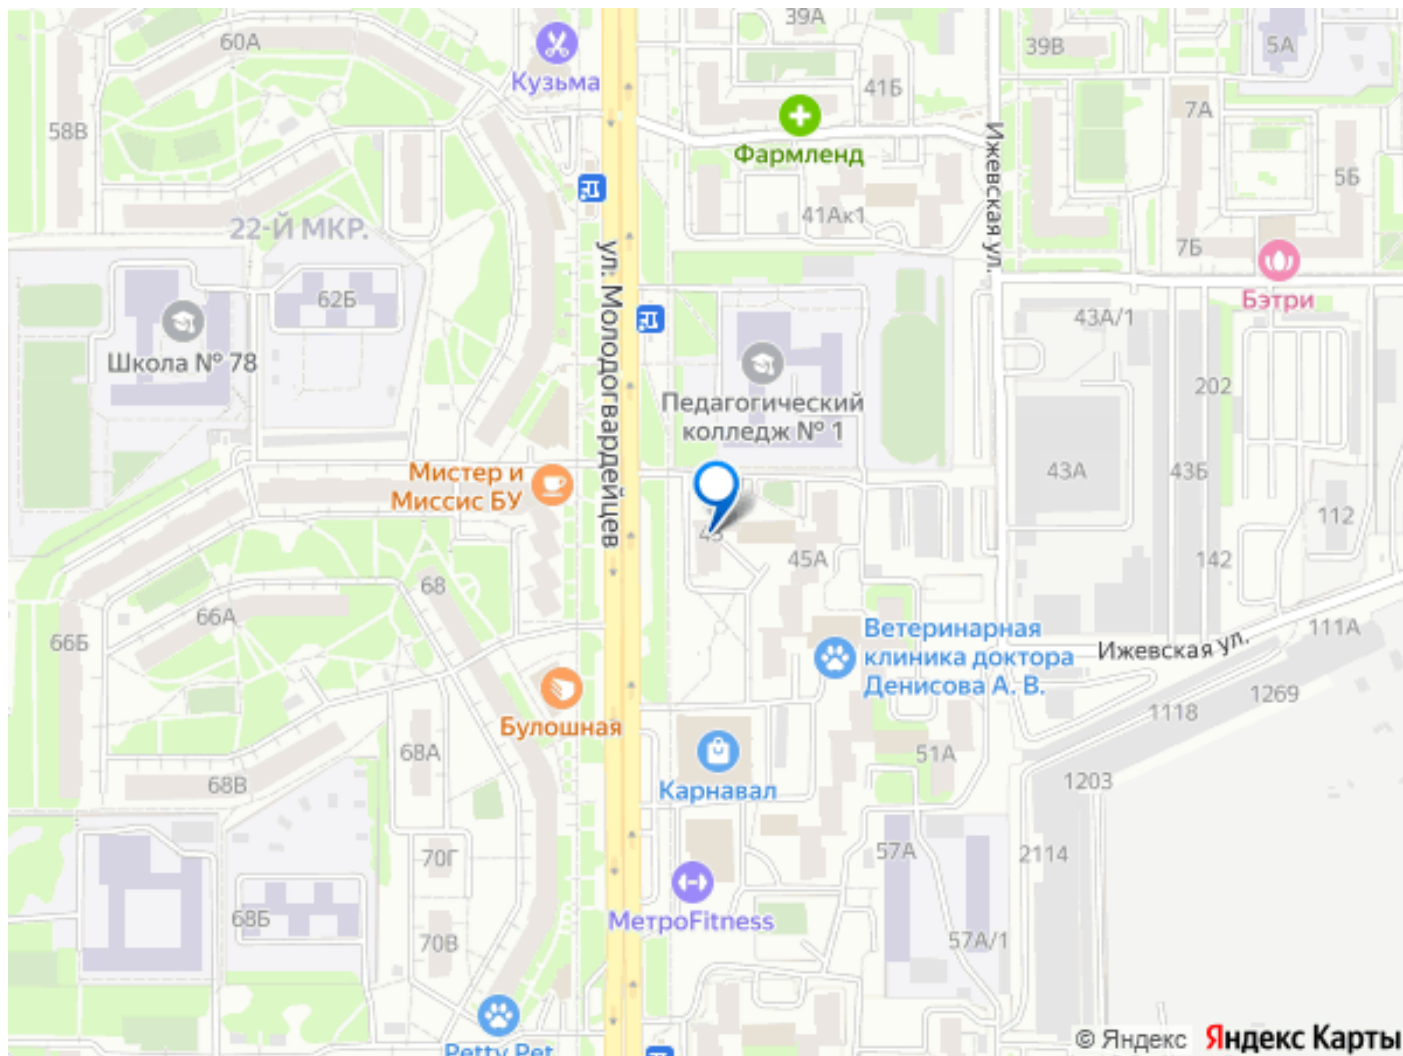 39А
60А
39В
5А
Кузьма
41Б
7А
58В
Фармленд
Ижевская ул.
5Б
41Ак1
22-Й МКР.
7Б
ул. Молодогвардейцев
62Б
Бэтри
43А/1
Школа № 78
Педагогический
колледж № 1
202
Мистер и
Миссис БУ
43А
43Б
112
45
45А
142
68
66А
66Б
Ветеринарная
клиника доктора
Денисова А. В.
Ижевская ул.
111А
1269
1118
Булошная
68А
51А
68В
Карнавал
1203
70Г
57А
2114
68Б
МетроFitness
70В
57А/1
Petty Pet
© Яндекс Яндекс Карты